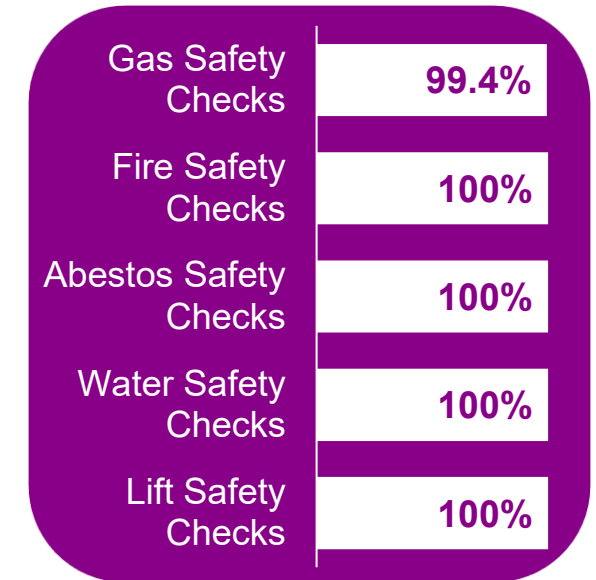 Gas Safety
Checks
99.4%
Fire Safety
Checks
100%
Abestos Safety
Checks
100%
Water Safety
Checks
100%
Lift Safety
Checks
100%